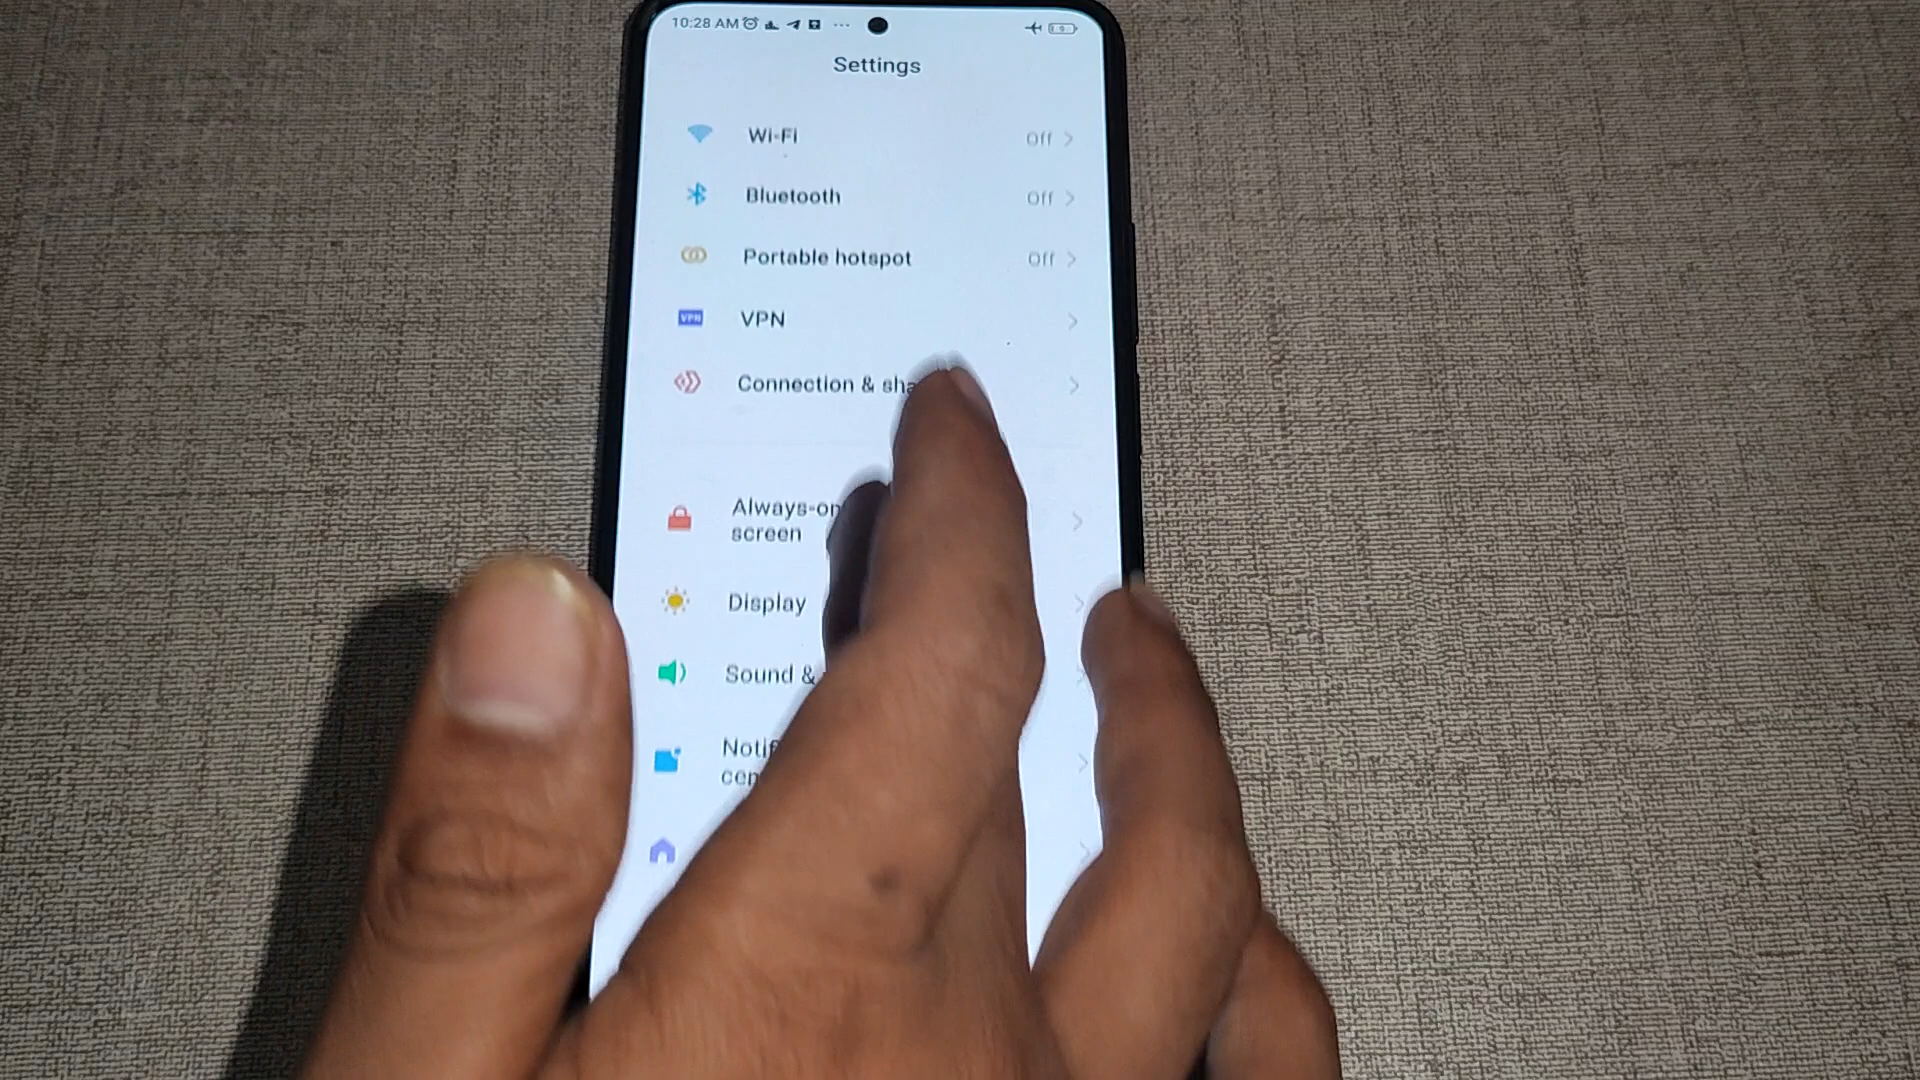 10:28 AM
Settings
Wi-Fi Off
Bluetooth Off
Portable hotspot Off
VPN VPN
Connection & sha
Always-on
screen
Display
Sound &
Notif
cen